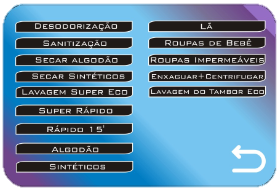 Desodorização
Sanitização
Secar algodão
Secar Sintéticos
Lavagem Super Eco
Super Rápido
Rápido 15'
Algodão
Sintéticos
Lã
Roupas de Bebê
Roupas Impermeáveis
Enxaguar+Centrifugar
Lavagem do Tambor Eco